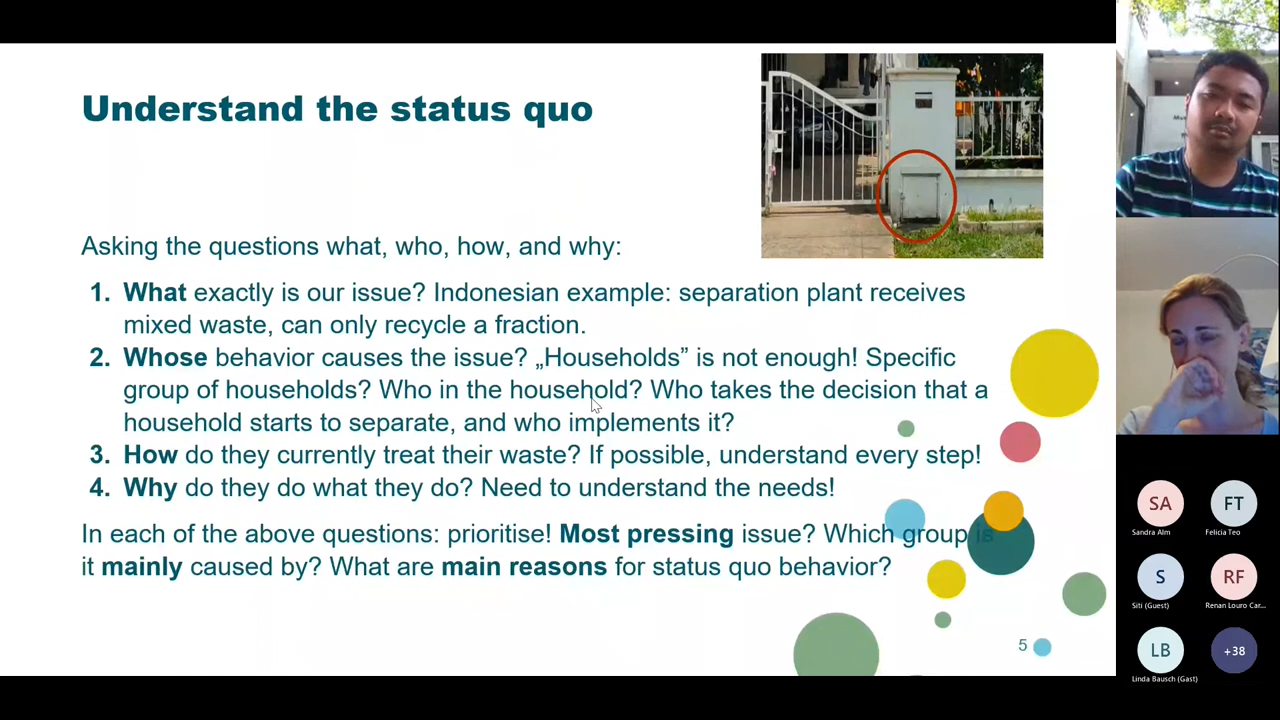 Understand the status quo
Asking the questions what, who, how, and why:
1. What exactly is our issue? Indonesian example: separation plant receives
mixed waste, can only recycle a fraction.
2. Whose behavior causes the issue? „Households” is not enough! Specific
group of households? Who in the household? Who takes the decision that a
household starts to separate, and who implements it?
3. How do they currently treat their waste? If possible, understand every step!
4. Why do they do what they do? Need to understand the needs!
In each of the above questions: prioritise! Most pressing issue? Which group is
it mainly caused by? What are main reasons for status quo behavior?
5
SA
FT
Sandra Alm
Felicia Teo
S
RF
Siti (Guest)
Renan Louro Car...
LB
+38
Linda Bausch (Gast)